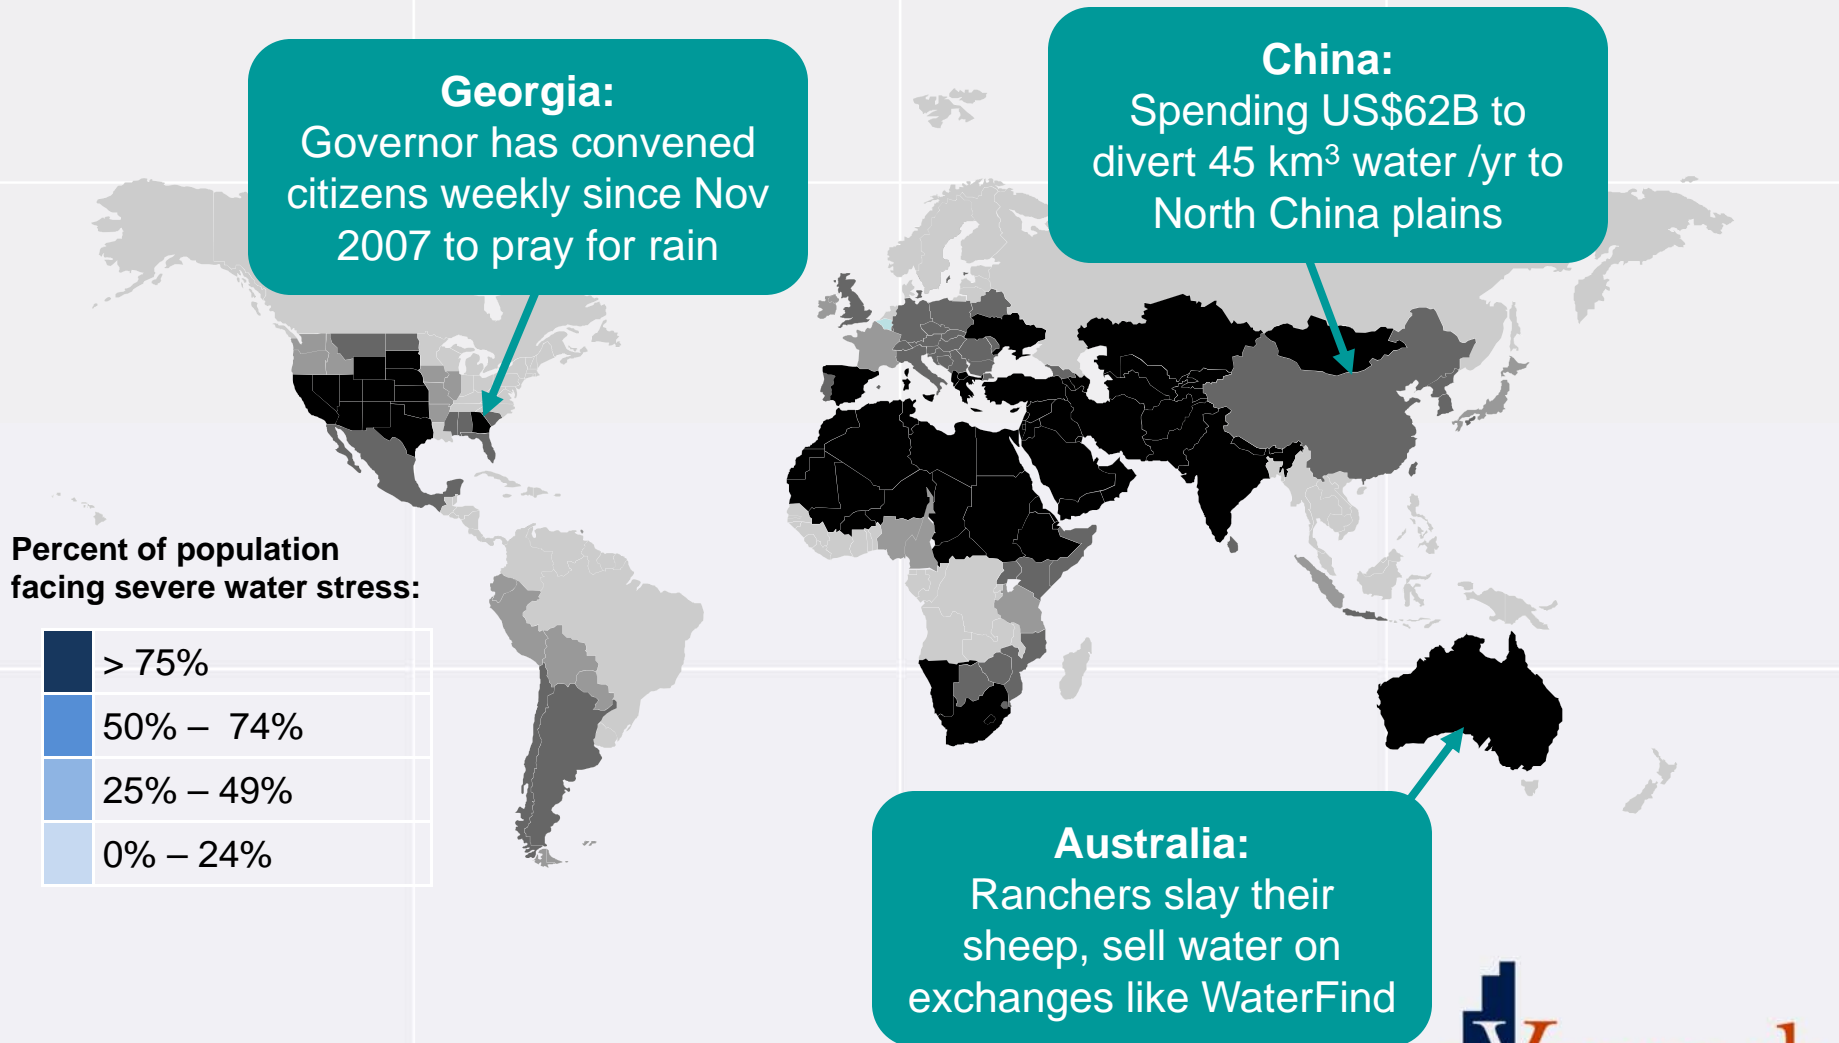 Georgia:
Governor has convened
citizens weekly since Nov
2007 to pray for rain
China:
Spending US$62B to
divert 45 km³ water /yr to
North China plains
Percent of population
facing severe water stress:
> 75%
50% – 74%
25% – 49%
0% – 24%
Australia:
Ranchers slay their
sheep, sell water on
exchanges like WaterFind